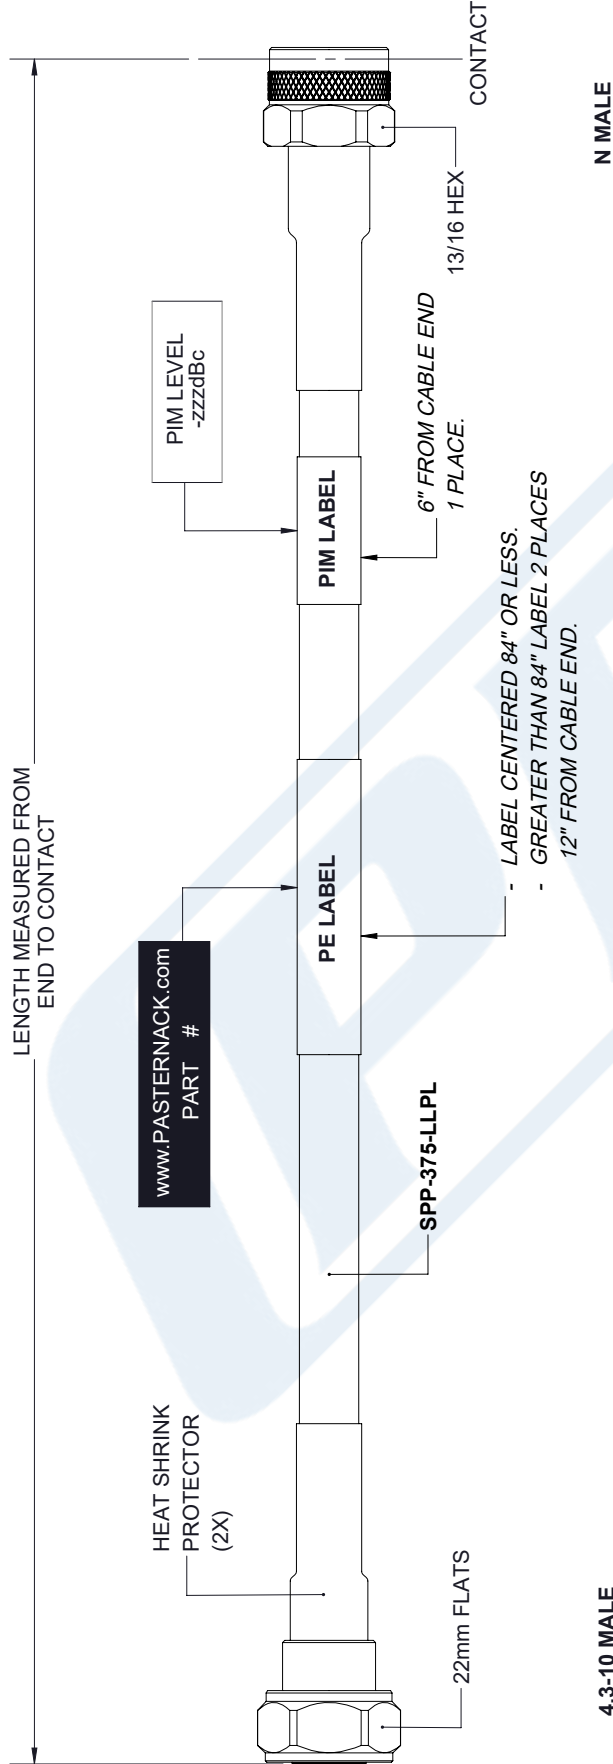 LENGTH MEASURED FROM
END TO CONTACT
HEAT SHRINK
PROTECTOR
(2X)
www.PASTERNACK.com
PART #
PIM LEVEL
-zzzdBc
PE LABEL
PIM LABEL
22mm FLATS
SPP-375-LLPL
- LABEL CENTERED 84" OR LESS.
- GREATER THAN 84" LABEL 2 PLACES
12" FROM CABLE END.
6" FROM CABLE END
1 PLACE.
13/16 HEX
CONTACT
4.3-10 MALE
N MALE